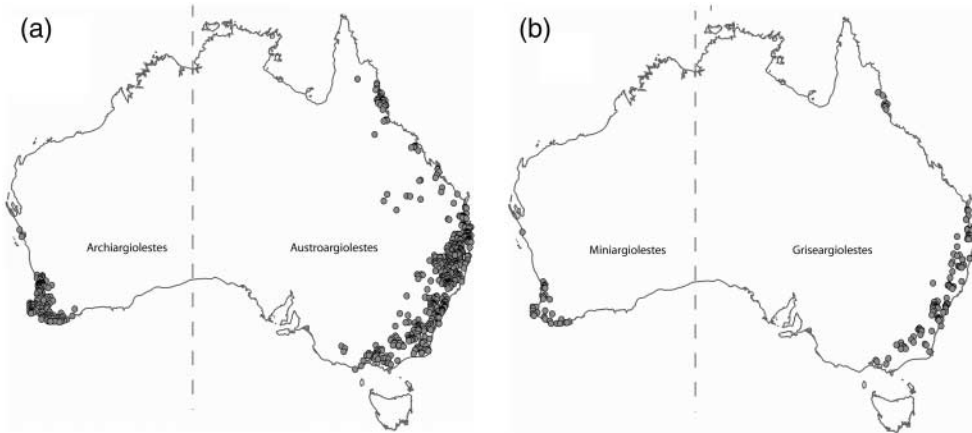 (a)
(b)
Archiargiolestes
Austroargiolestes
Miniargiolestes
Griseargiolestes